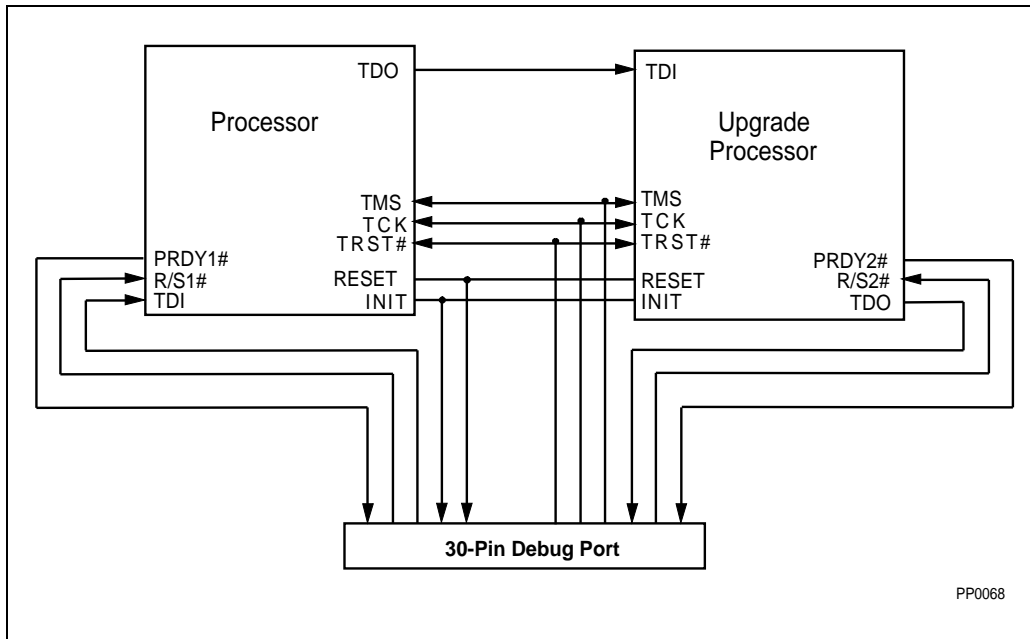 TDO
TDI
Processor
Upgrade
Processor
TMS
TCK
TRST#
TMS
TCK
TRST#
PRDY1#
R/S1#
TDI
RESET
INIT
RESET
INIT
PRDY2#
R/S2#
TDO
30-Pin Debug Port
PP0068